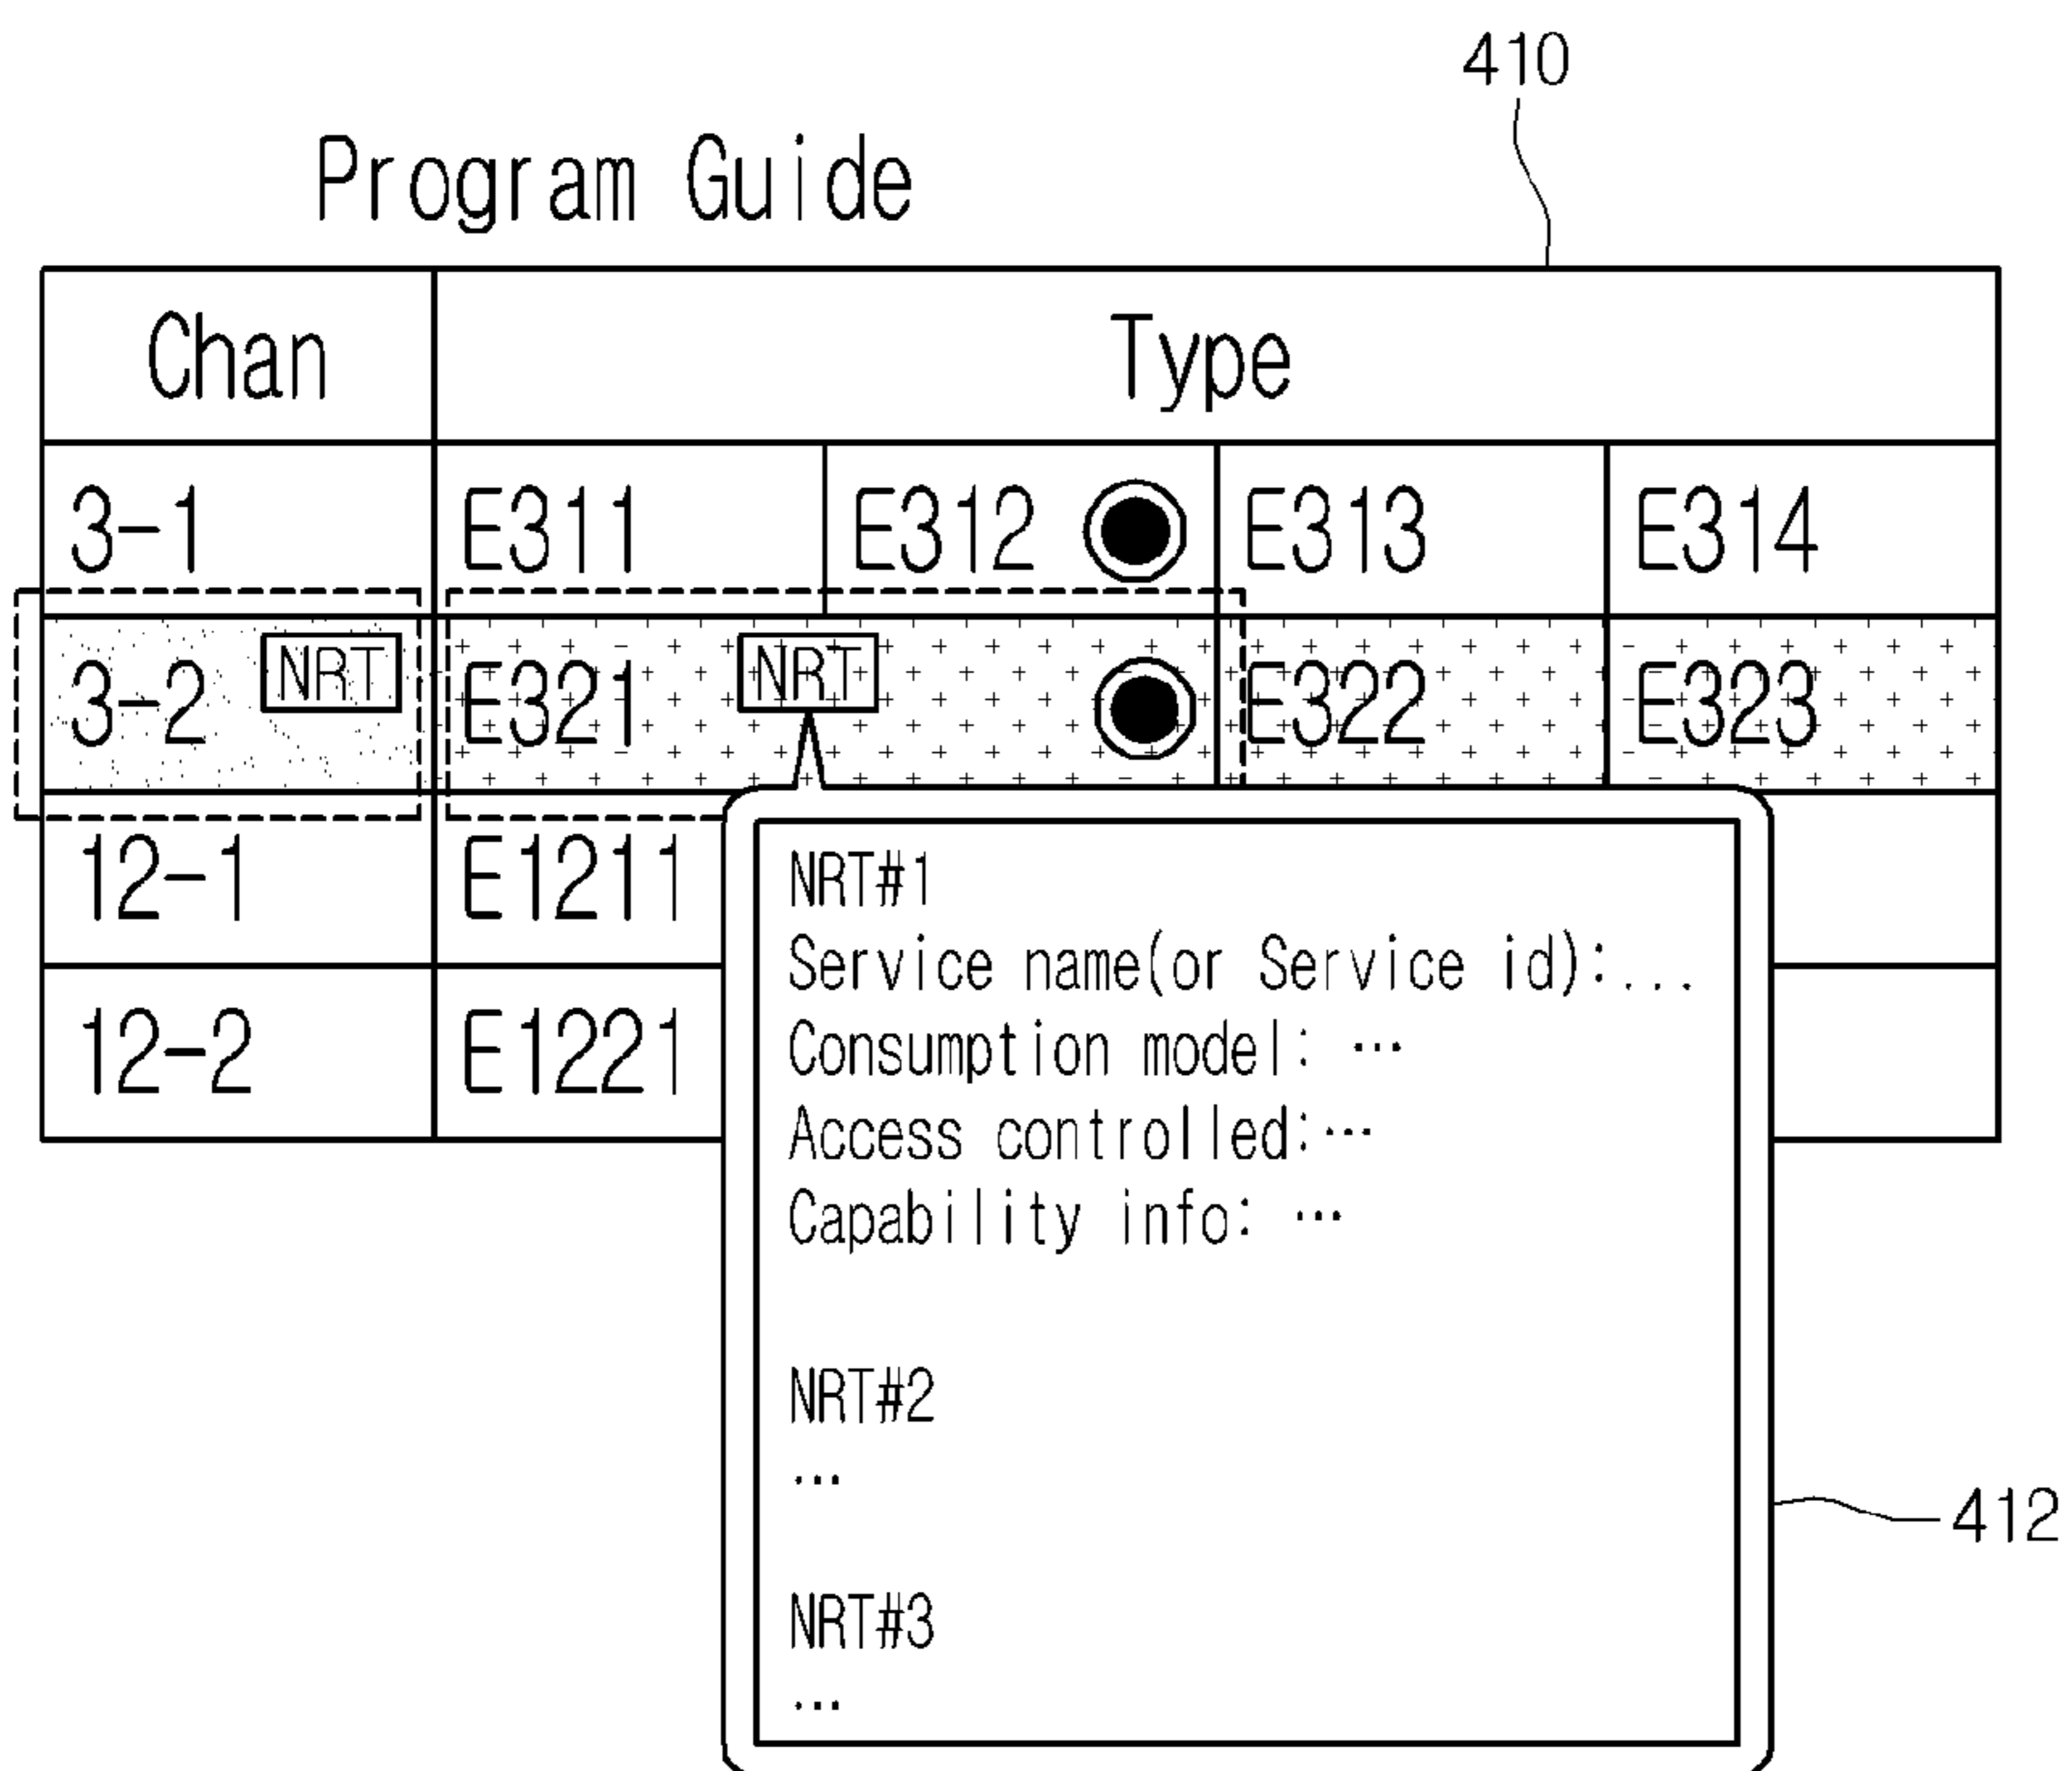 410
Program Guide
Chan Type
3-1 E311 E312 E313 E314
3-2 NRT E321 NRT E322 E323
12-1 E1211
12-2 E1221
NRT#1
Service name(or Service id):...
Consumption model: ...
Access controlled:...
Capability info: ...
NRT#2
...
412
NRT#3
...